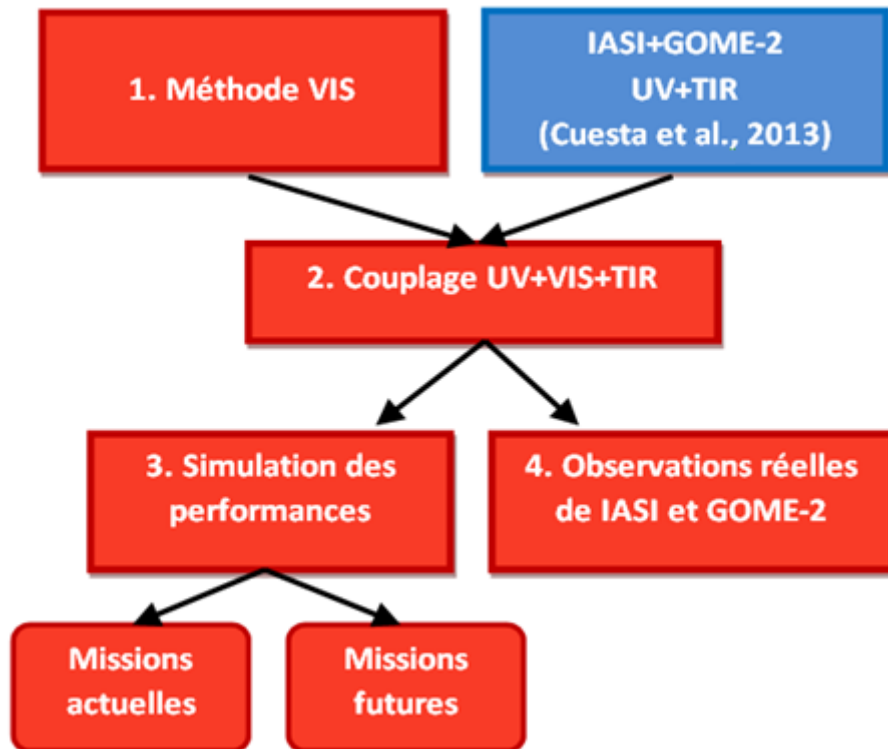 1. Méthode VIS
IASI+GOME-2
UV+TIR
(Cuesta et al., 2013)
2. Couplage UV+VIS+TIR
3. Simulation des
performances
4. Observations réelles
de IASI et GOME-2
Missions
actuelles
Missions
futures